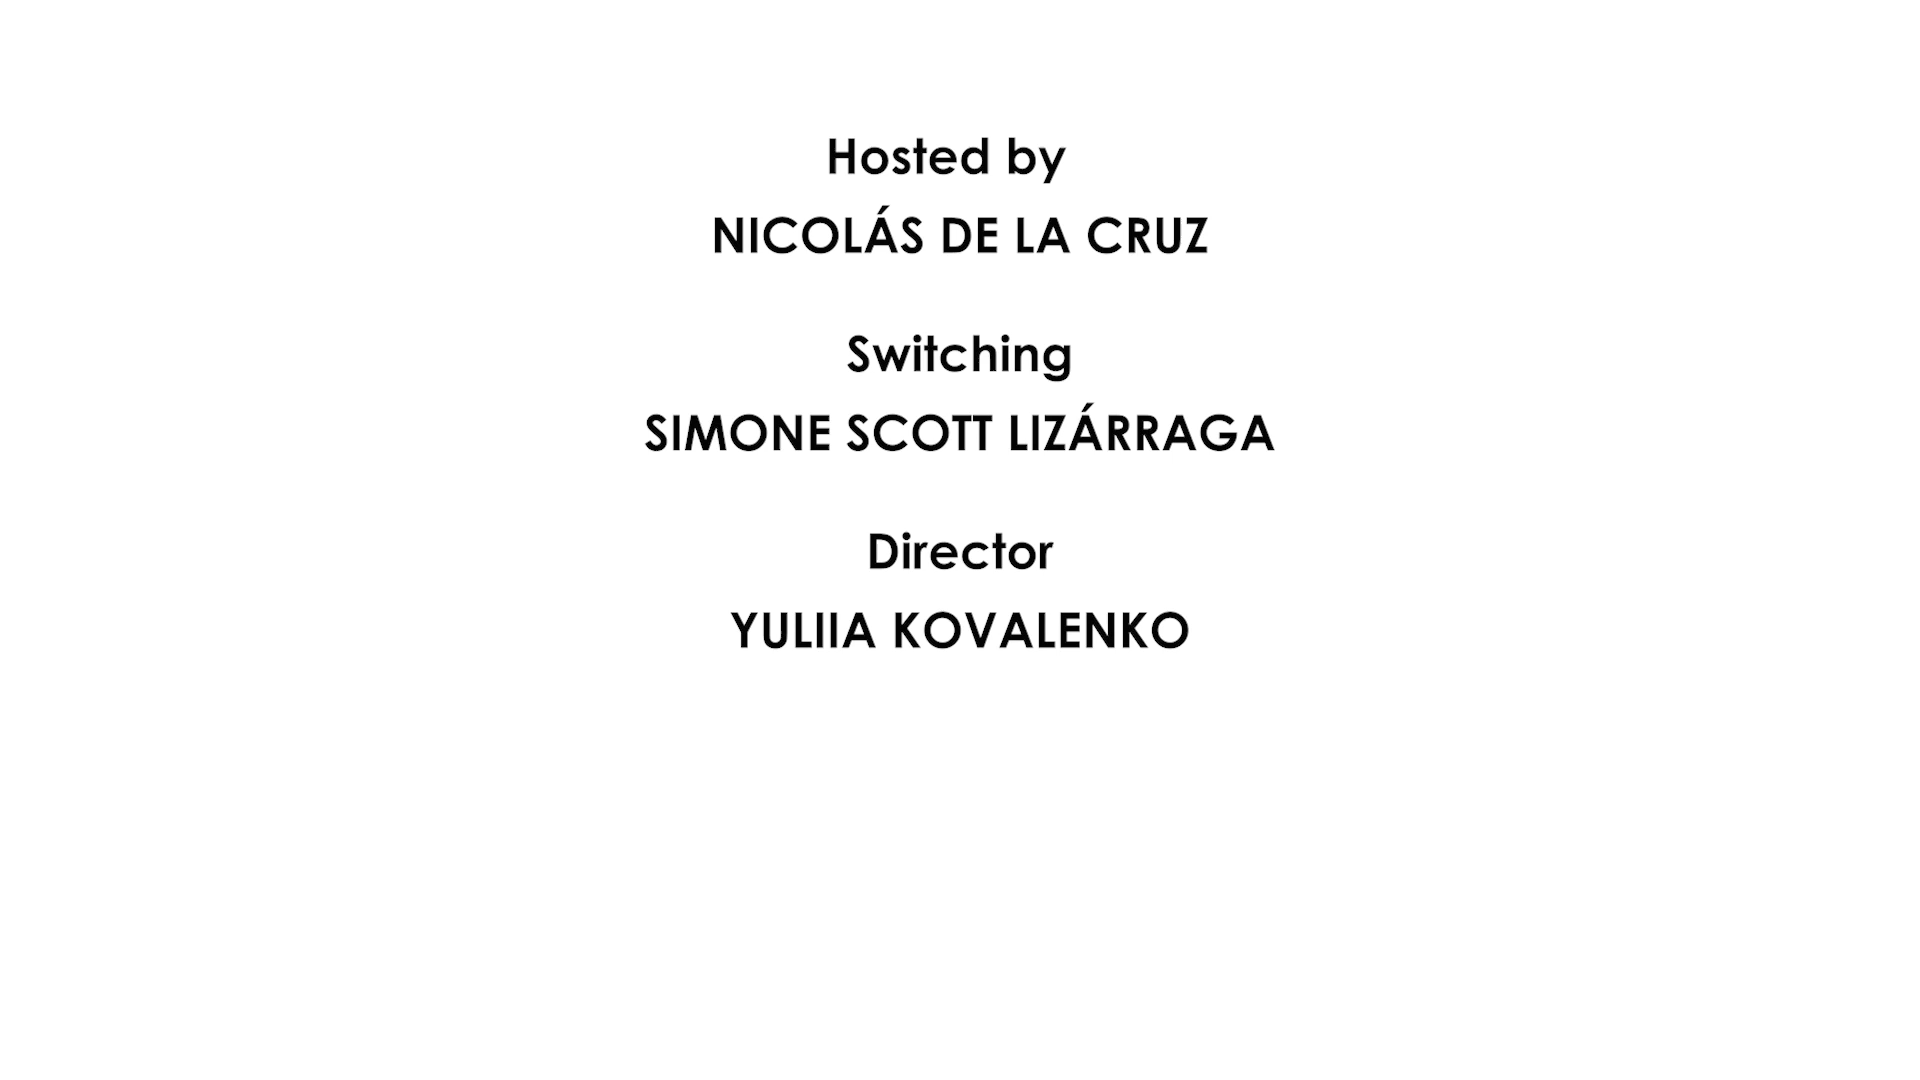 Hosted by
NICOLÁS DE LA CRUZ
Switching
SIMONE SCOTT LIZÁRRAGA
Director
YULIIA KOVALENKO